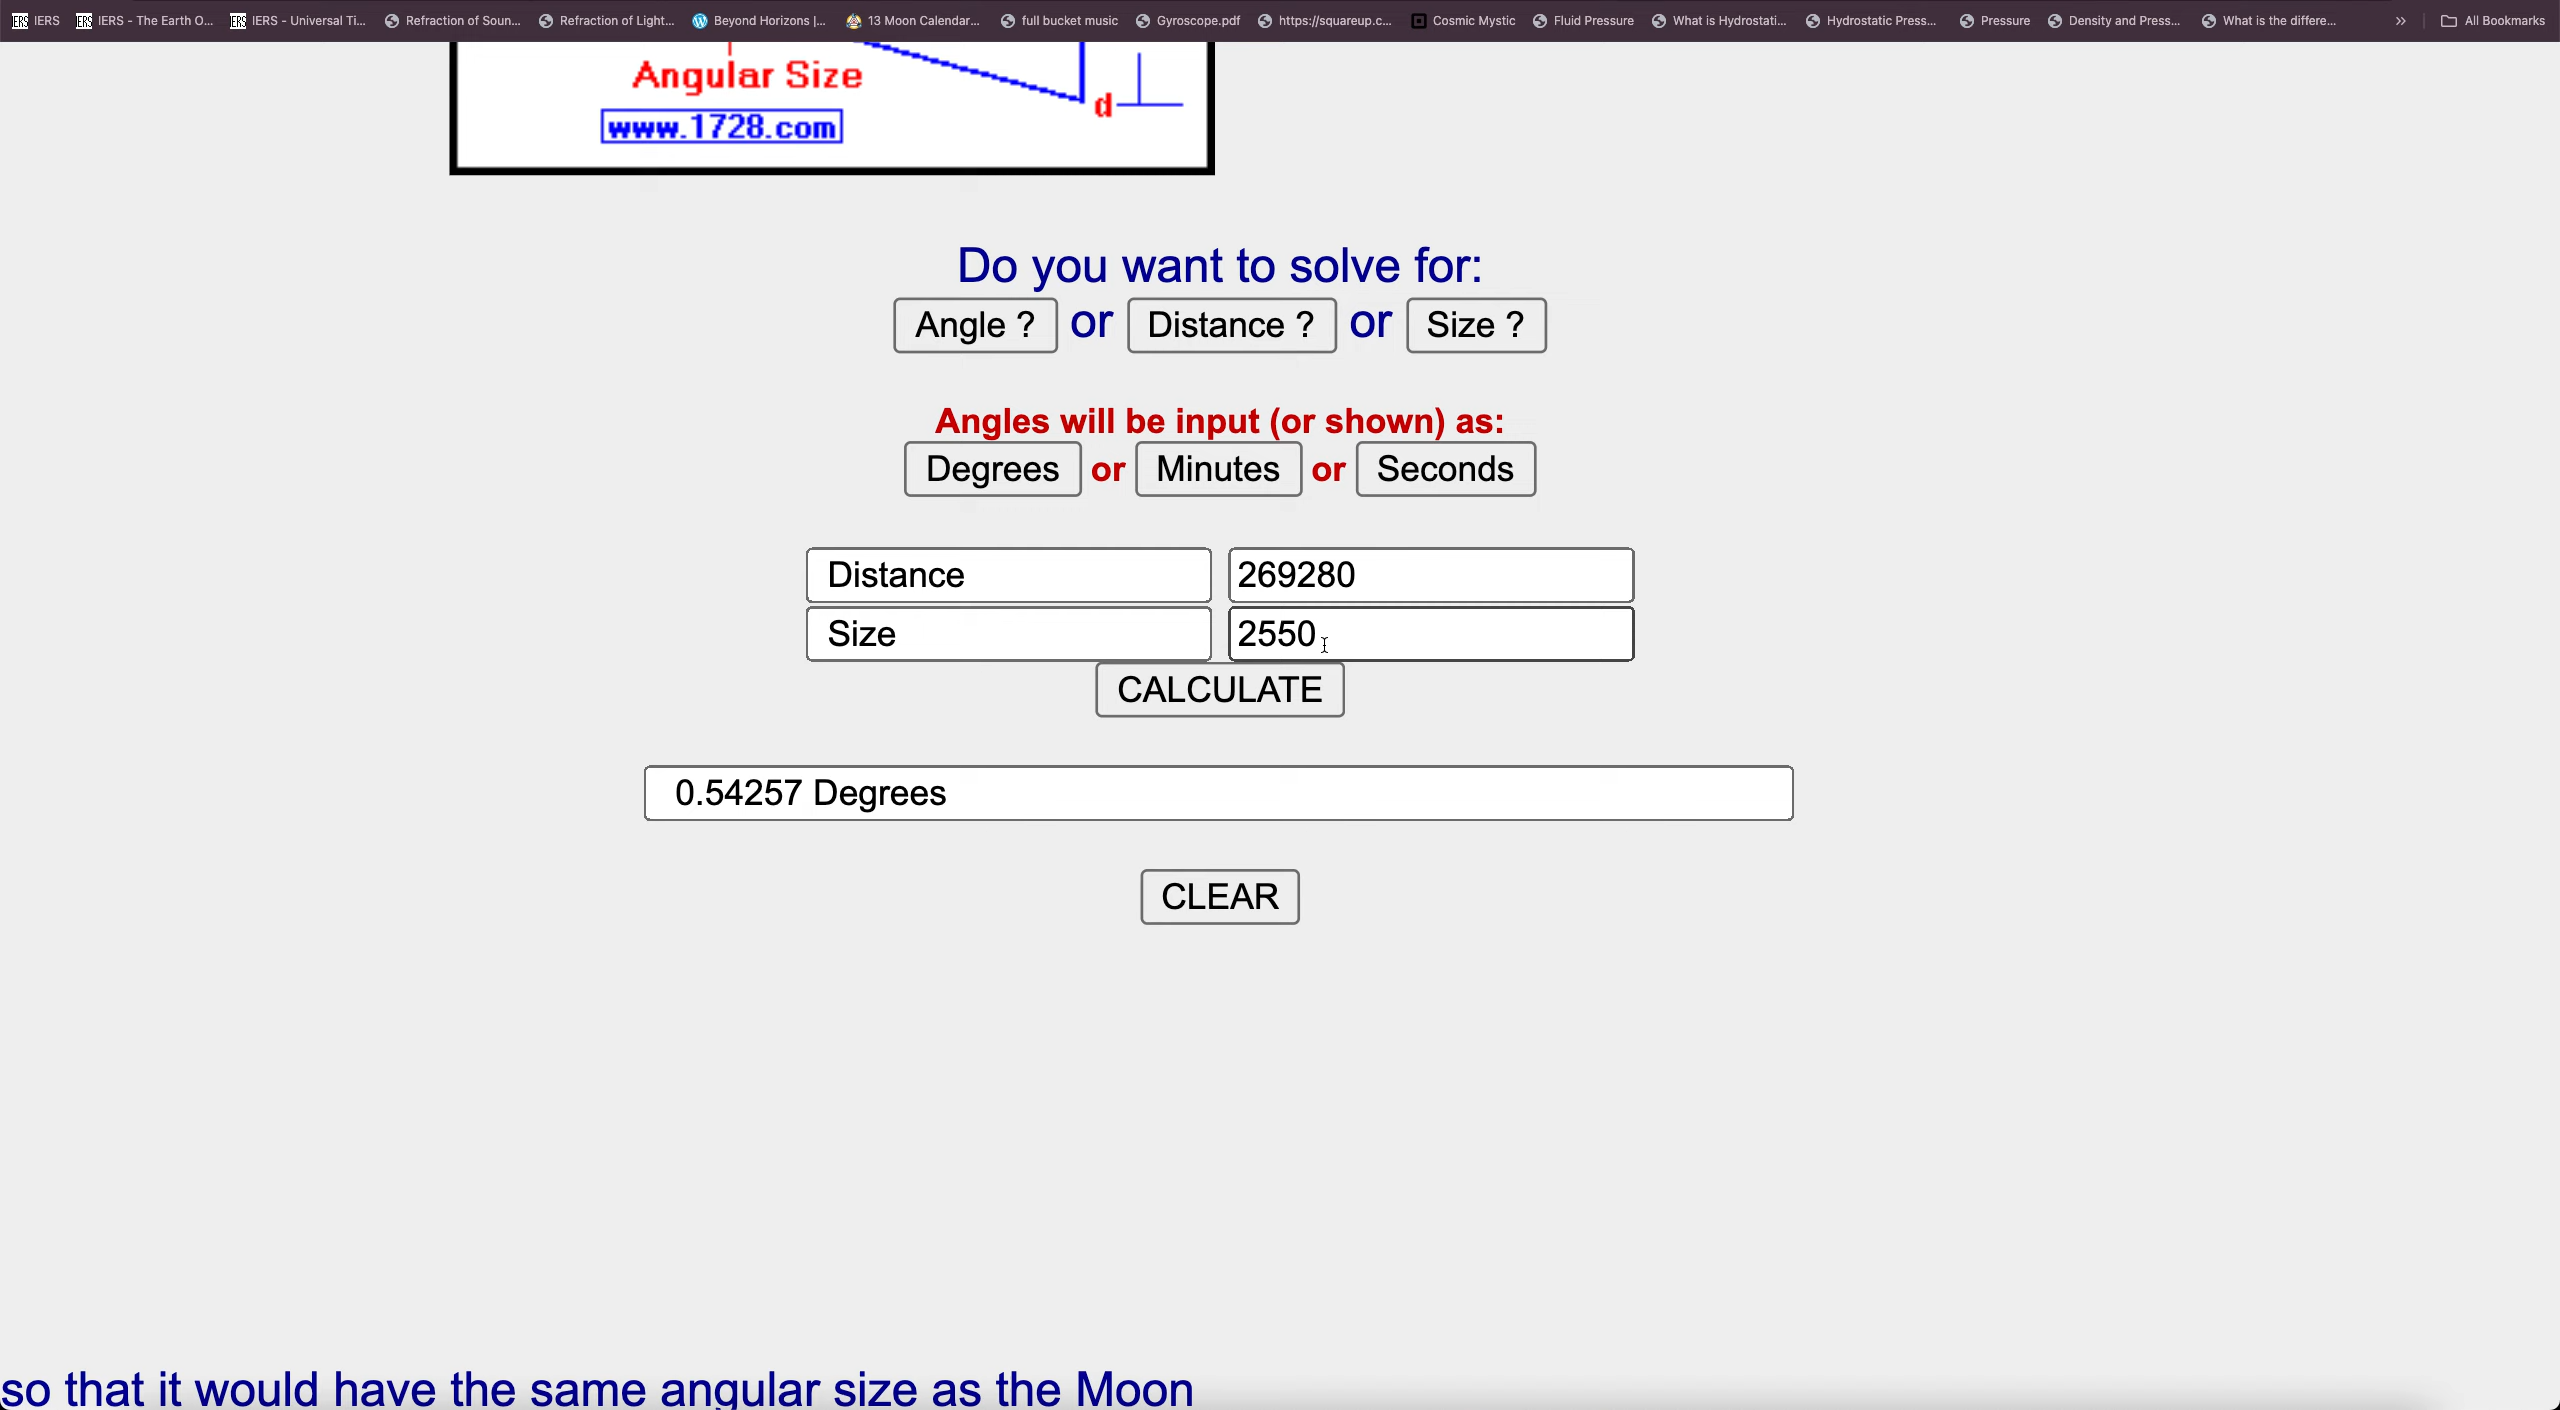 IERS IERS IERS - The Earth O... IERS IERS - Universal Ti... Refraction of Soun... Refraction of Light... Beyond Horizons |... 13 Moon Calendar... full bucket music Gyroscope.pdf https://squareup.c... Cosmic Mystic Fluid Pressure What is Hydrostati... Hydrostatic Press... Pressure Density and Press... What is the differe... » All Bookmarks
Angular Size
d
www.1728.com
Do you want to solve for:
Angle ? or Distance ? or Size ?
Angles will be input (or shown) as:
Degrees or Minutes or Seconds
Distance 269280
Size 2550
CALCULATE
0.54257 Degrees
CLEAR
so that it would have the same angular size as the Moon